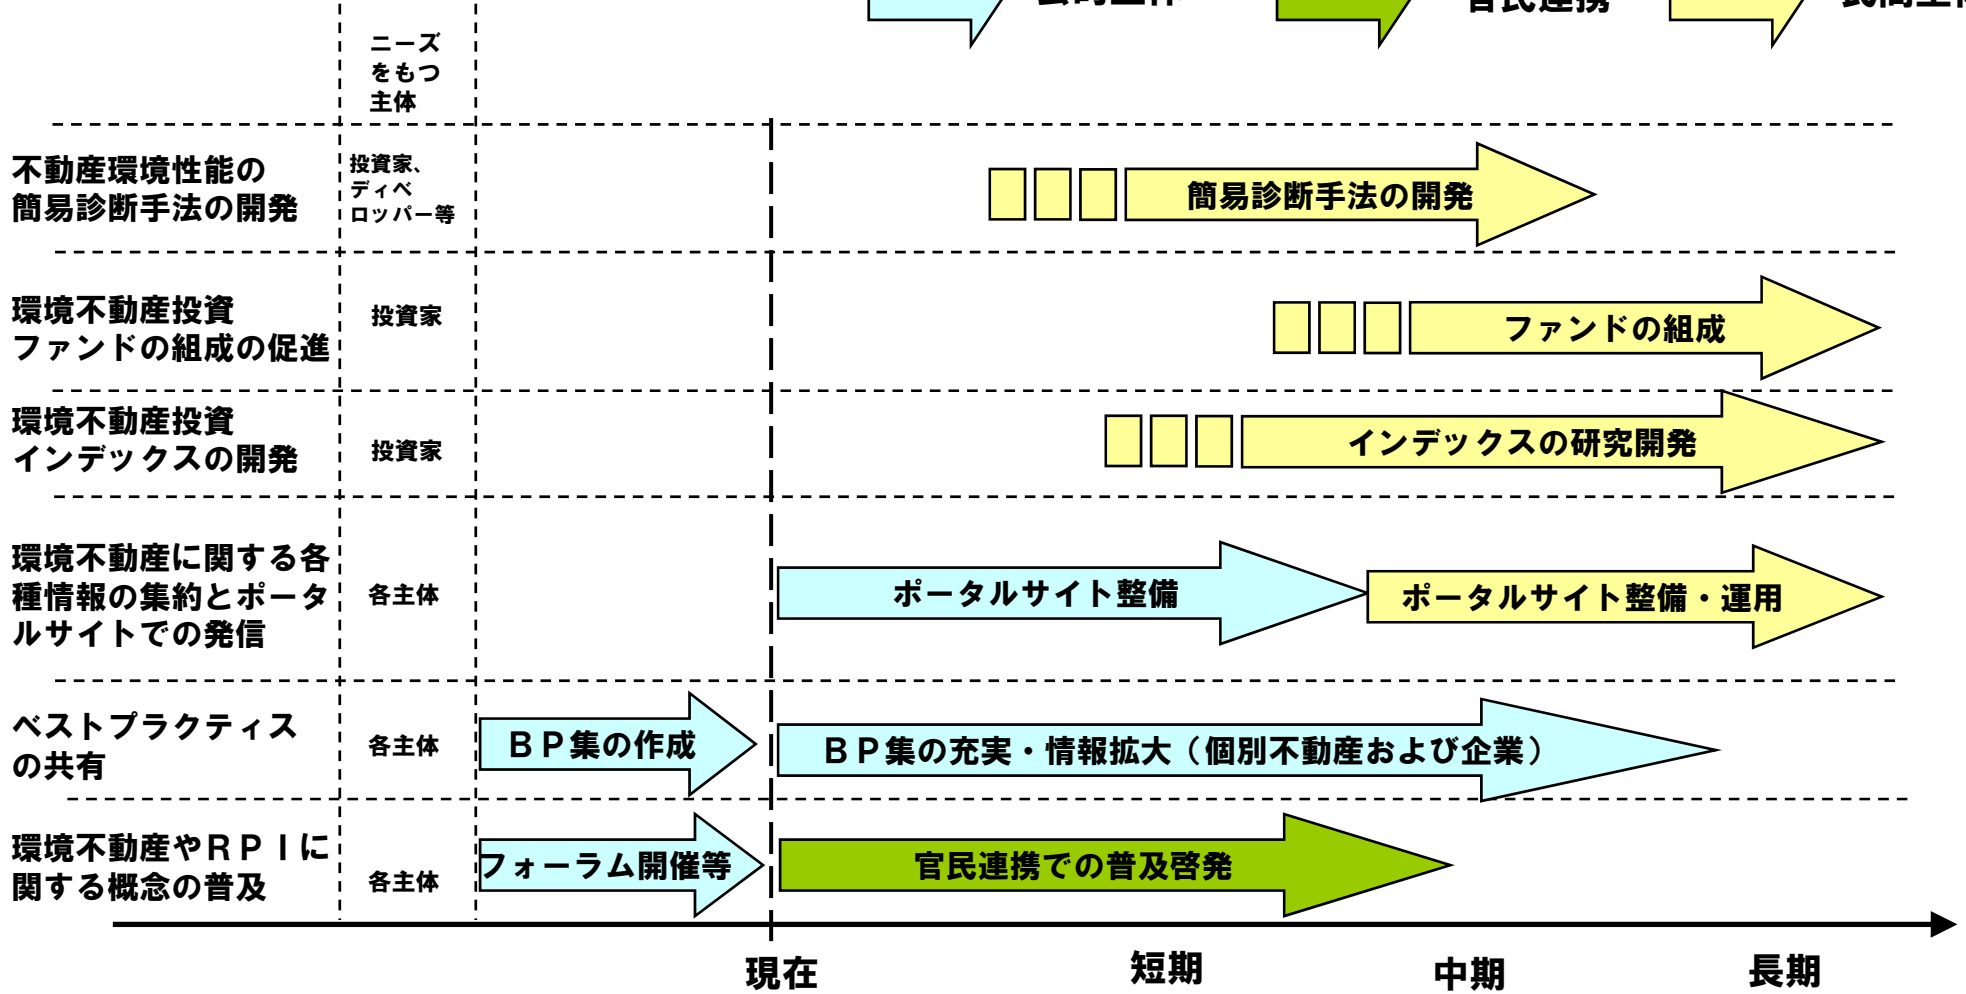 官民連携
ニーズ
をもつ
主体
不動産環境性能の
簡易診断手法の開発
投資家、
ディベ
ロッパー等
簡易診断手法の開発
環境不動産投資
ファンドの組成の促進
投資家
ファンドの組成
環境不動産投資
インデックスの開発
投資家
インデックスの研究開発
環境不動産に関する各
種情報の集約とポータ
ルサイトでの発信
各主体
ポータルサイト整備
ポータルサイト整備・運用
ベストプラクティス
の共有
各主体
ＢＰ集の作成
ＢＰ集の充実・情報拡大（個別不動産および企業）
環境不動産やＲＰＩに
関する概念の普及
各主体
フォーラム開催等
官民連携での普及啓発
現在
短期
中期
長期